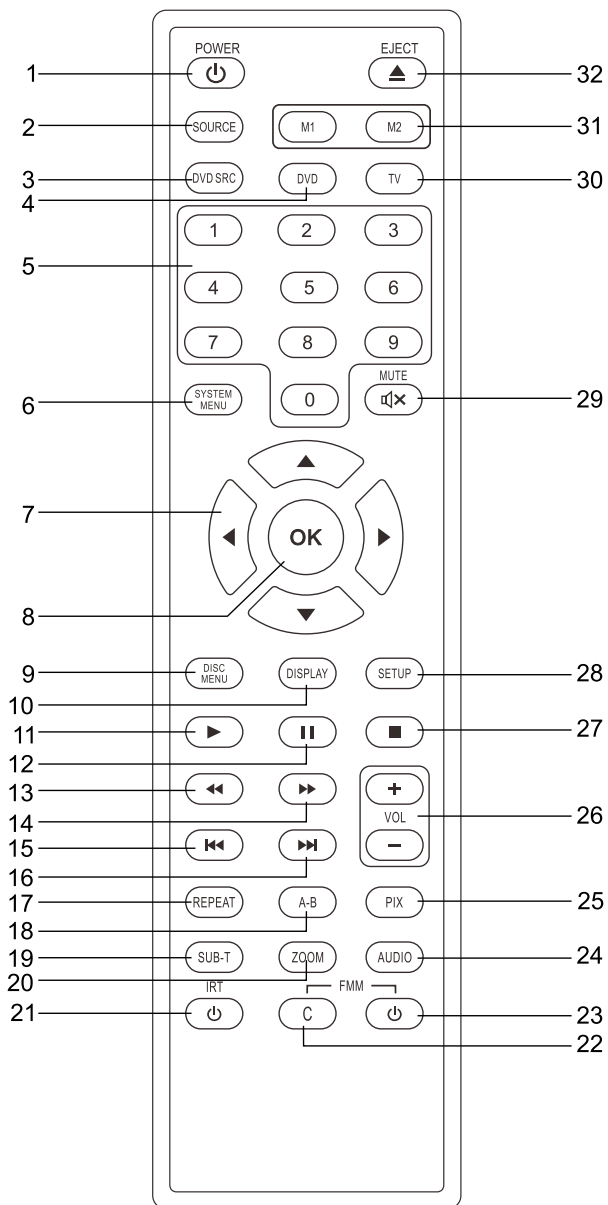 POWER EJECT
1 32
2 SOURCE M1 M2 31
3 DVD SRC DVD TV 30
4
1 2 3
5
4 5 6
7 8 9
MUTE
6 SYSTEM MENU 0 29
7
OK
8
9 DISC MENU DISPLAY SETUP 28
10
11 27
12
13 + 26
14 VOL
15 −
16
17 REPEAT A-B PIX 25
18
19 SUB-T ZOOM AUDIO 24
20
IRT FMM
21 C 23
22